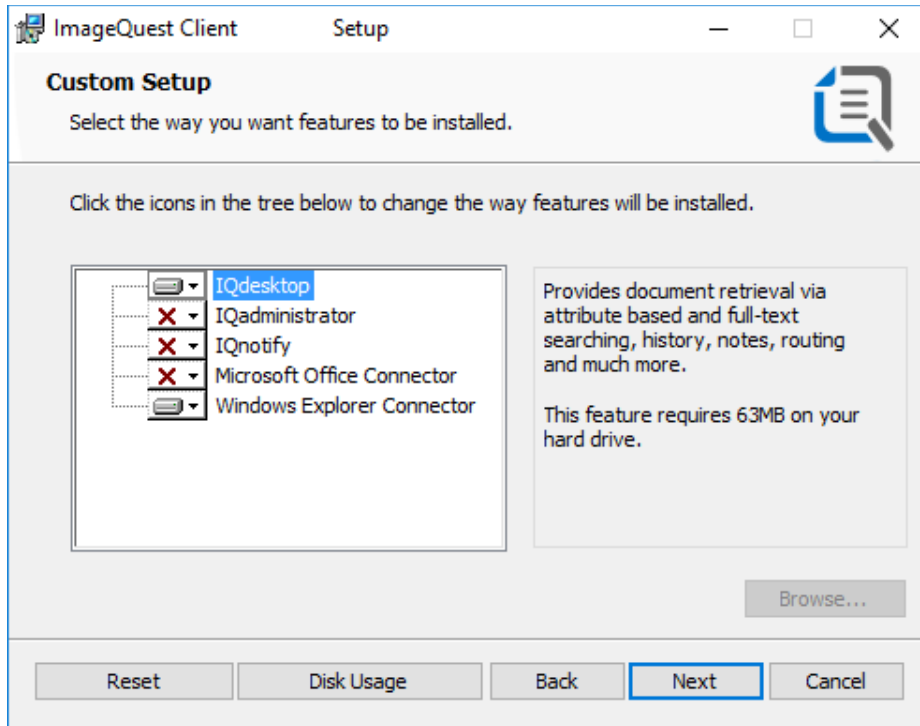 ImageQuest Client Setup
Custom Setup
Select the way you want features to be installed.
Click the icons in the tree below to change the way features will be installed.
IQdesktop
IQadministrator
IQnotify
Microsoft Office Connector
Windows Explorer Connector
Provides document retrieval via
attribute based and full-text
searching, history, notes, routing
and much more.
This feature requires 63MB on your
hard drive.
Browse...
Reset Disk Usage Back Next Cancel